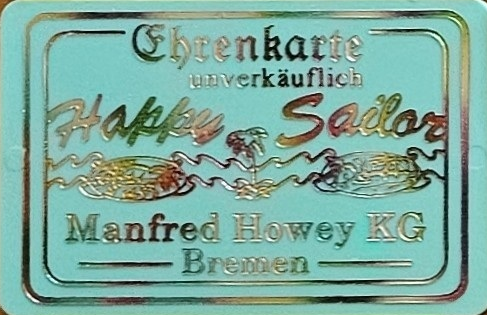 Ehrenkarte
unverkäuflich
Happy Sailor
Manfred Howey KG
Bremen